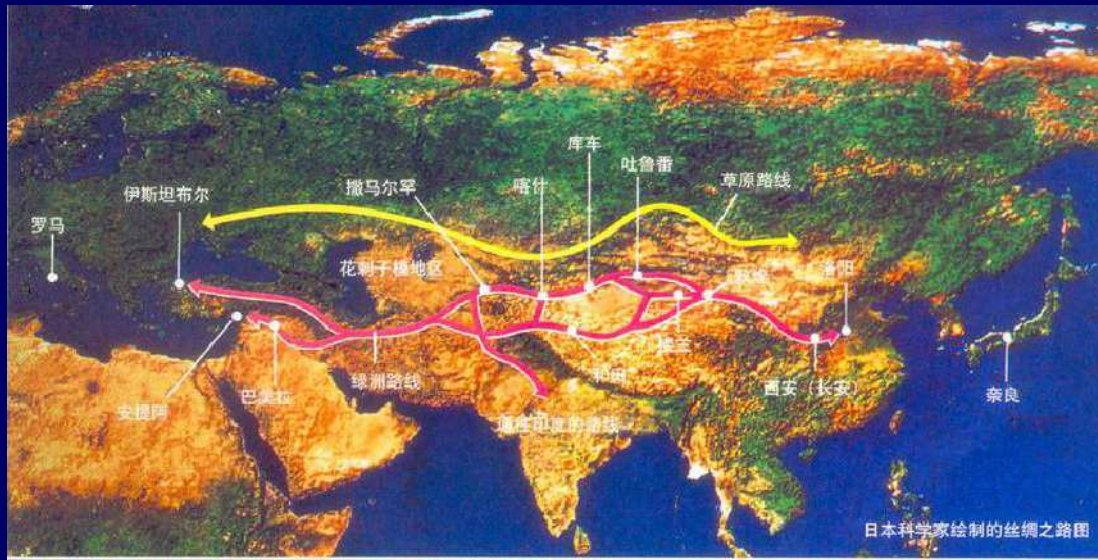 库车
吐鲁番
撒马尔罕
喀什
草原路线
伊斯坦布尔
罗马
花剌子模地区
敦煌
洛阳
楼兰
和田
绿洲路线
巴美拉
西安（长安）
安提阿
奈良
通往印度的路线
日本科学家绘制的丝绸之路图